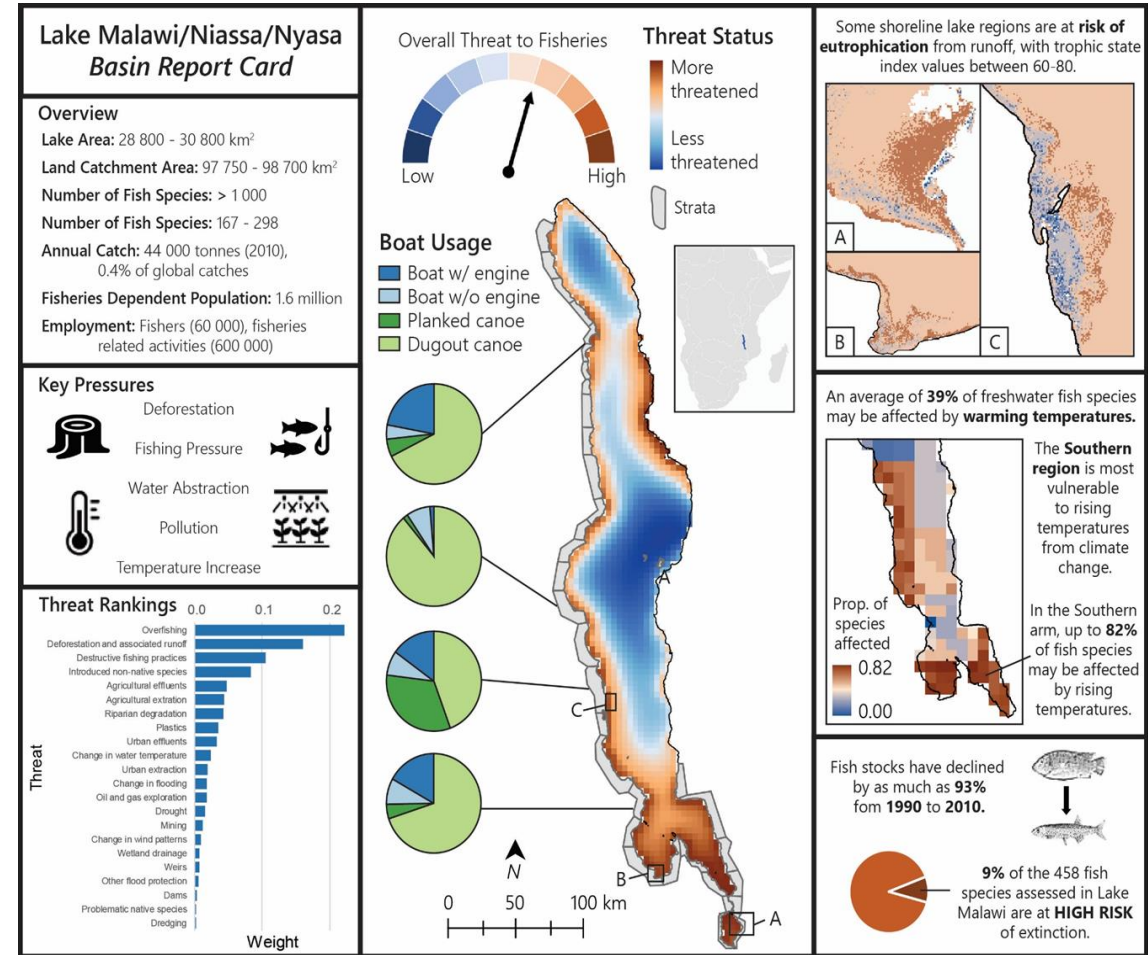 Lake Malawi/Niassa/Nyasa
Basin Report Card
Overview
Lake Area: 28 800 - 30 800 km²
Land Catchment Area: 97 750 - 98 700 km²
Number of Fish Species: > 1 000
Number of Fish Species: 167 - 298
Annual Catch: 44 000 tonnes (2010),
0.4% of global catches
Fisheries Dependent Population: 1.6 million
Employment: Fishers (60 000), fisheries
related activities (600 000)
Key Pressures
Deforestation
Fishing Pressure
Water Abstraction
Pollution
Temperature Increase
Threat Rankings
0.0 0.1 0.2
Overfishing
Deforestation and associated runoff
Destructive fishing practices
Introduced non-native species
Agricultural effluents
Agricultural extration
Riparian degradation
Plastics
Urban effluents
Change in water temperature
Urban extraction
Change in flooding
Oil and gas exploration
Drought
Mining
Change in wind patterns
Wetland drainage
Weirs
Other flood protection
Dams
Problematic native species
Dredging
Threat
Weight
Overall Threat to Fisheries
Low
High
Threat Status
More
threatened
Less
threatened
Strata
Boat Usage
Boat w/ engine
Boat w/o engine
Planked canoe
Dugout canoe
A
C
B
A
N
0 50 100 km
Some shoreline lake regions are at risk of
eutrophication from runoff, with trophic state
index values between 60-80.
A
B
C
An average of 39% of freshwater fish species
may be affected by warming temperatures.
The Southern
region is most
vulnerable
to rising
temperatures
from climate
change.
Prop. of
species
affected
0.82
0.00
In the Southern
arm, up to 82%
of fish species
may be affected
by rising
temperatures.
Fish stocks have declined
by as much as 93%
fom 1990 to 2010.
9% of the 458 fish
species assessed in Lake
Malawi are at HIGH RISK
of extinction.